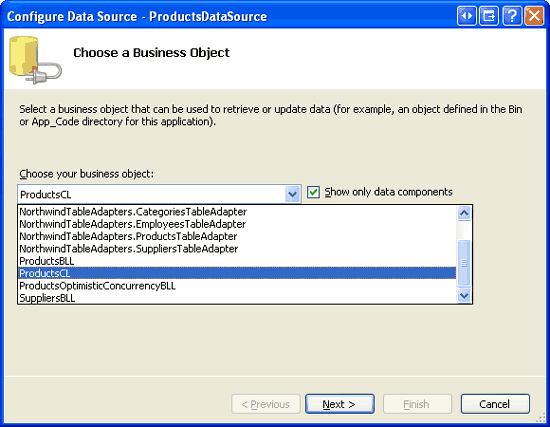 Configure Data Source - ProductsDataSource
Choose a Business Object
Select a business object that can be used to retrieve or update data (for example, an object defined in the Bin
or App_Code directory for this application).
Choose your business object:
ProductsCL
Show only data components
NorthwindTableAdapters.CategoriesTableAdapter
NorthwindTableAdapters.EmployeesTableAdapter
NorthwindTableAdapters.ProductsTableAdapter
NorthwindTableAdapters.SuppliersTableAdapter
ProductsBLL
ProductsCL
ProductsOptimisticConcurrencyBLL
SuppliersBLL
< Previous
Next >
Finish
Cancel